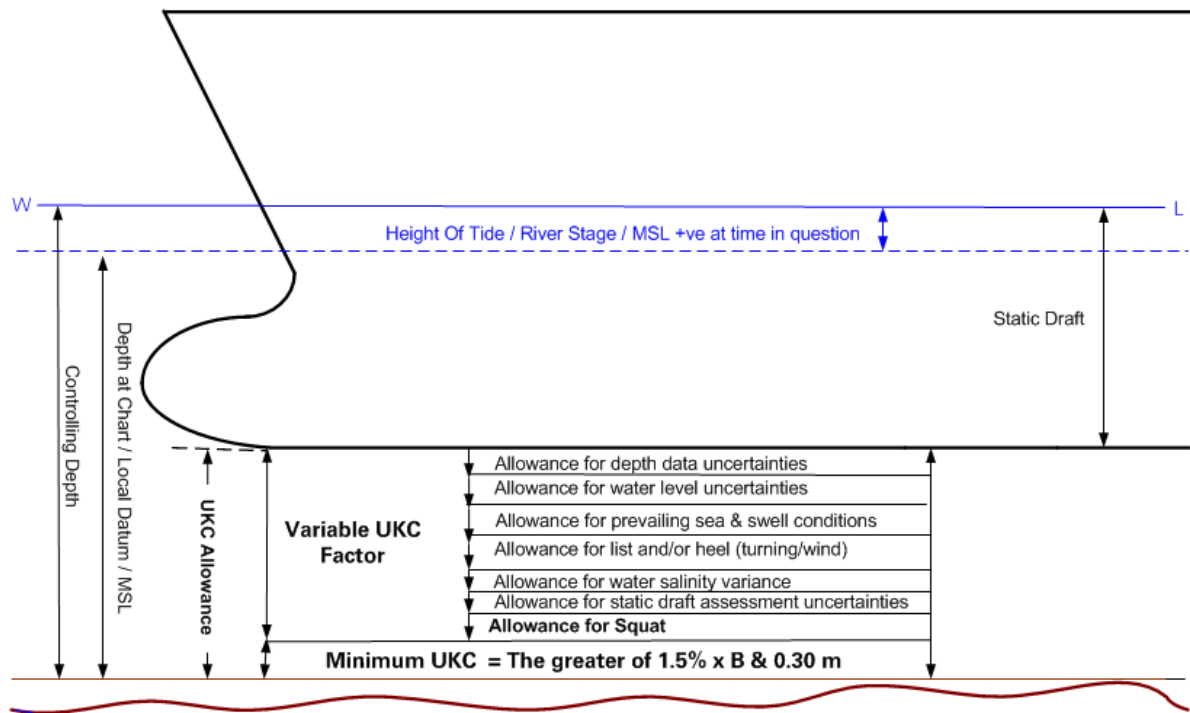 W
L
Height Of Tide / River Stage / MSL +ve at time in question
Static Draft
Controlling Depth
Depth at Chart / Local Datum / MSL
UKC Allowance
Variable UKC
Factor
Allowance for depth data uncertainties
Allowance for water level uncertainties
Allowance for prevailing sea & swell conditions
Allowance for list and/or heel (turning/wind)
Allowance for water salinity variance
Allowance for static draft assessment uncertainties
Allowance for Squat
Minimum UKC = The greater of 1.5% x B & 0.30 m